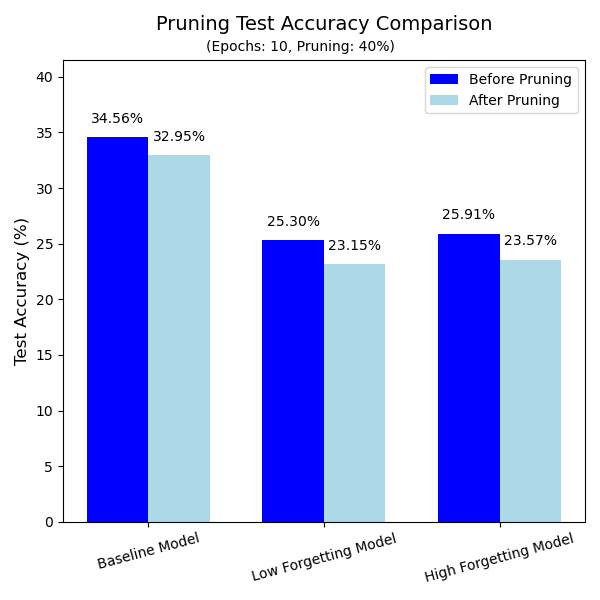 Pruning Test Accuracy Comparison
(Epochs: 10, Pruning: 40%)
Before Pruning
After Pruning
Test Accuracy (%)
40
35
30
25
20
15
10
5
0
34.56%
32.95%
25.30%
23.15%
25.91%
23.57%
Baseline Model
Low Forgetting Model
High Forgetting Model